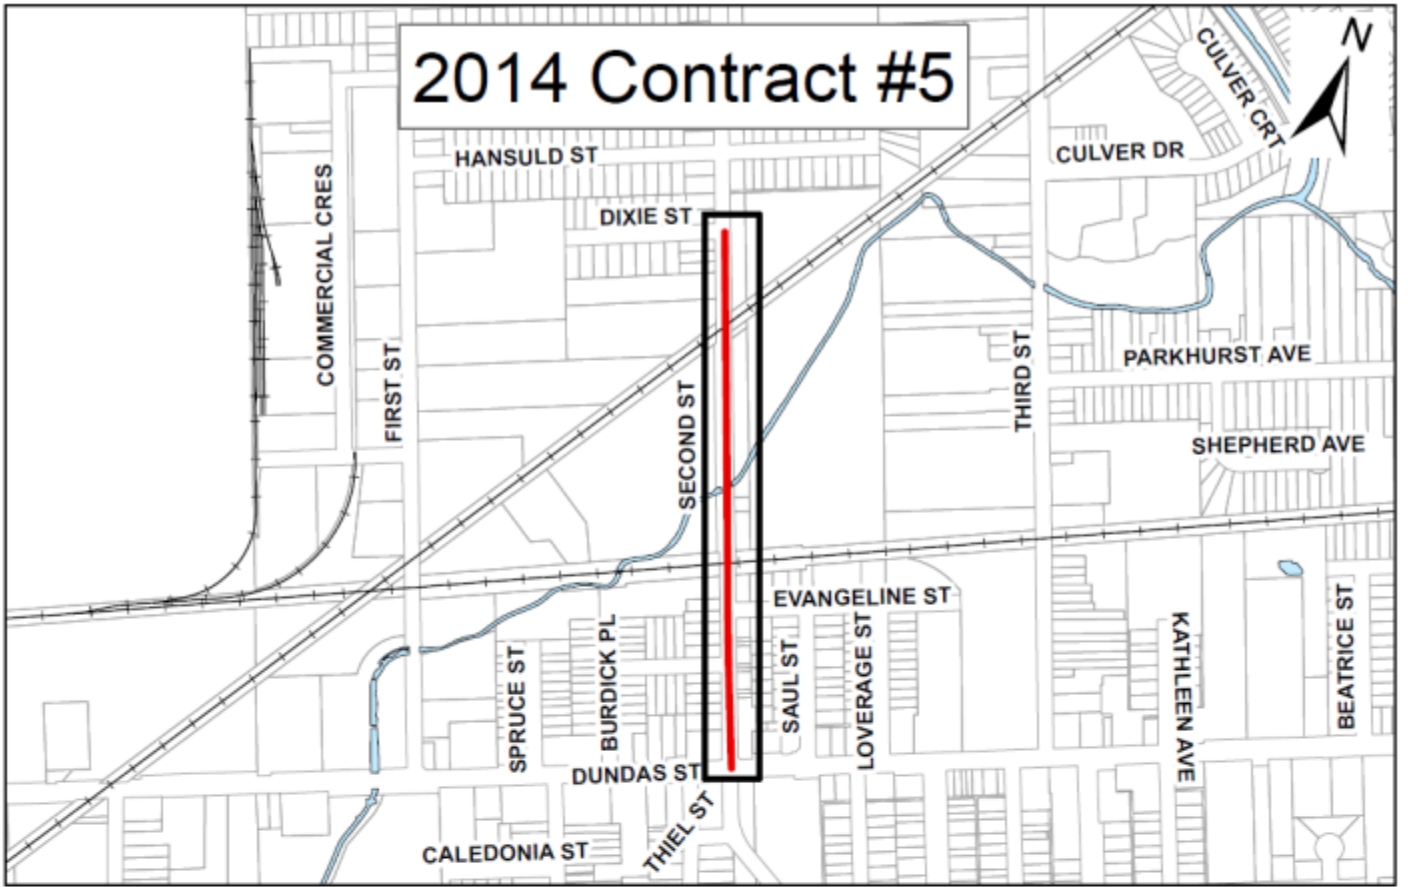 2014 Contract #5
N
CULVER CRT
HANSULD ST
CULVER DR
COMMERCIAL CRES
DIXIE ST
FIRST ST
SECOND ST
THIRD ST
PARKHURST AVE
SHEPHERD AVE
EVANGELINE ST
SPRUCE ST
BURDICK PL
SAUL ST
LOVERAGE ST
KATHLEEN AVE
BEATRICE ST
DUNDAS ST
THIEL ST
CALEDONIA ST